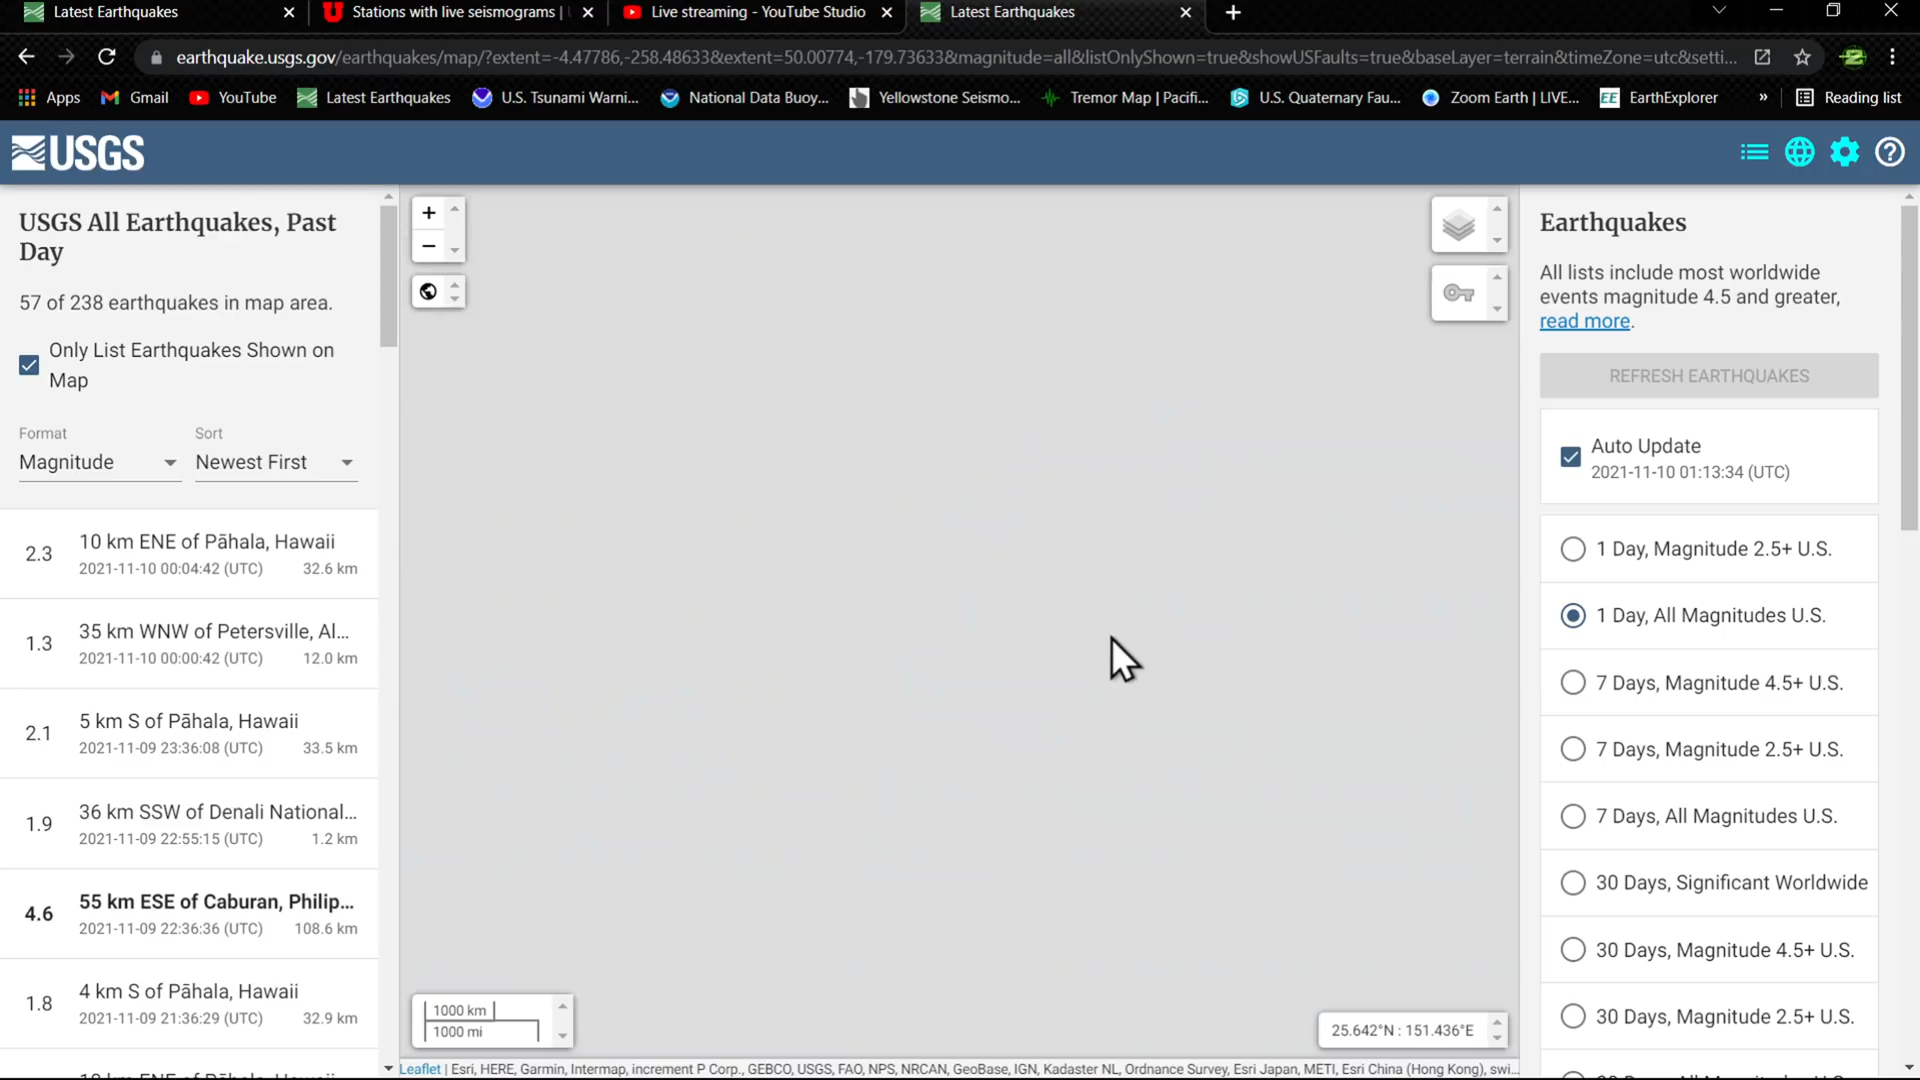 Latest Earthquakes
Stations with live seismograms |
Live streaming - YouTube Studio
Latest Earthquakes
earthquake.usgs.gov/earthquakes/map/?extent=-4.47786,-258.48633&extent=50.00774,-179.73633&magnitude=all&listOnlyShown=true&showUSFaults=true&baseLayer=terrain&timeZone=utc&setti...
Apps
Gmail
YouTube
Latest Earthquakes
U.S. Tsunami Warni...
National Data Buoy...
Yellowstone Seismo...
Tremor Map | Pacifi...
U.S. Quaternary Fau...
Zoom Earth | LIVE...
EE EarthExplorer
»
Reading list
USGS
USGS All Earthquakes, Past
Day
57 of 238 earthquakes in map area.
Only List Earthquakes Shown on
Map
Format
Magnitude
Sort
Newest First
2.3
10 km ENE of Pāhala, Hawaii
2021-11-10 00:04:42 (UTC) 32.6 km
1.3
35 km WNW of Petersville, Al...
2021-11-10 00:00:42 (UTC) 12.0 km
2.1
5 km S of Pāhala, Hawaii
2021-11-09 23:36:08 (UTC) 33.5 km
1.9
36 km SSW of Denali National...
2021-11-09 22:55:15 (UTC) 1.2 km
4.6
55 km ESE of Caburan, Philip...
2021-11-09 22:36:36 (UTC) 108.6 km
1.8
4 km S of Pāhala, Hawaii
2021-11-09 21:36:29 (UTC) 32.9 km
+
−
1000 km
1000 mi
25.642°N : 151.436°E
Leaflet | Esri, HERE, Garmin, Intermap, increment P Corp., GEBCO, USGS, FAO, NPS, NRCAN, GeoBase, IGN, Kadaster NL, Ordnance Survey, Esri Japan, METI, Esri China (Hong Kong), swi...
Earthquakes
All lists include most worldwide
events magnitude 4.5 and greater,
read more.
REFRESH EARTHQUAKES
Auto Update
2021-11-10 01:13:34 (UTC)
1 Day, Magnitude 2.5+ U.S.
1 Day, All Magnitudes U.S.
7 Days, Magnitude 4.5+ U.S.
7 Days, Magnitude 2.5+ U.S.
7 Days, All Magnitudes U.S.
30 Days, Significant Worldwide
30 Days, Magnitude 4.5+ U.S.
30 Days, Magnitude 2.5+ U.S.